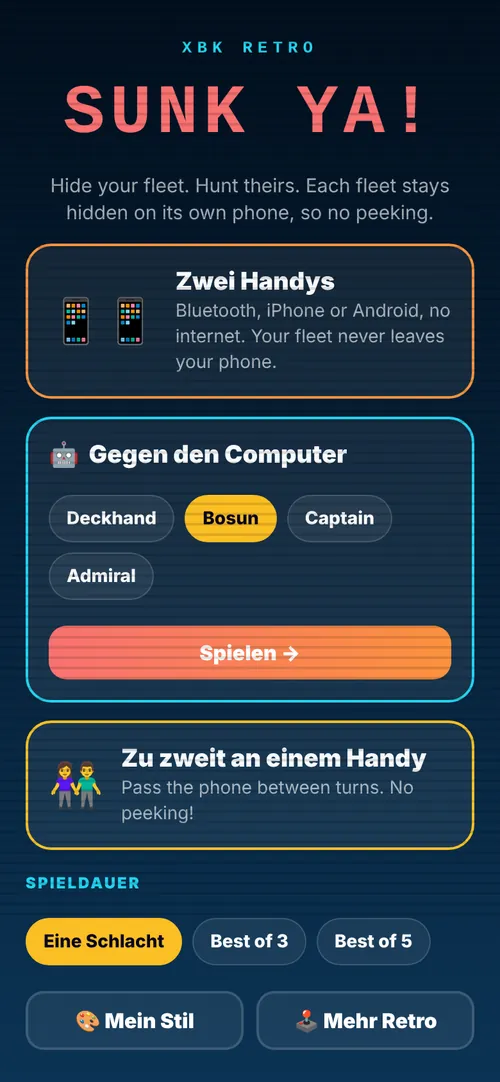 XBK RETRO
SUNK YA!
Hide your fleet. Hunt theirs. Each fleet stays
hidden on its own phone, so no peeking.
Zwei Handys
Bluetooth, iPhone or Android, no
internet. Your fleet never leaves
your phone.
Gegen den Computer
Deckhand Bosun Captain
Admiral
Spielen →
Zu zweit an einem Handy
Pass the phone between turns. No
peeking!
SPIELDAUER
Eine Schlacht Best of 3 Best of 5
Mein Stil Mehr Retro